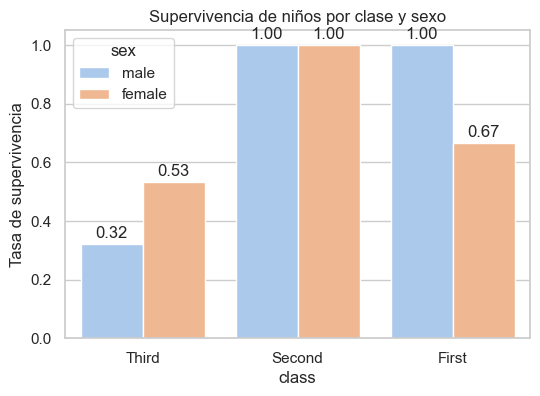 Supervivencia de niños por clase y sexo
1.00 1.00 1.00
1.0
sex
male
female
0.8
0.67
0.6
0.53
0.4
0.32
0.2
0.0
Tasa de supervivencia
Third Second First
class